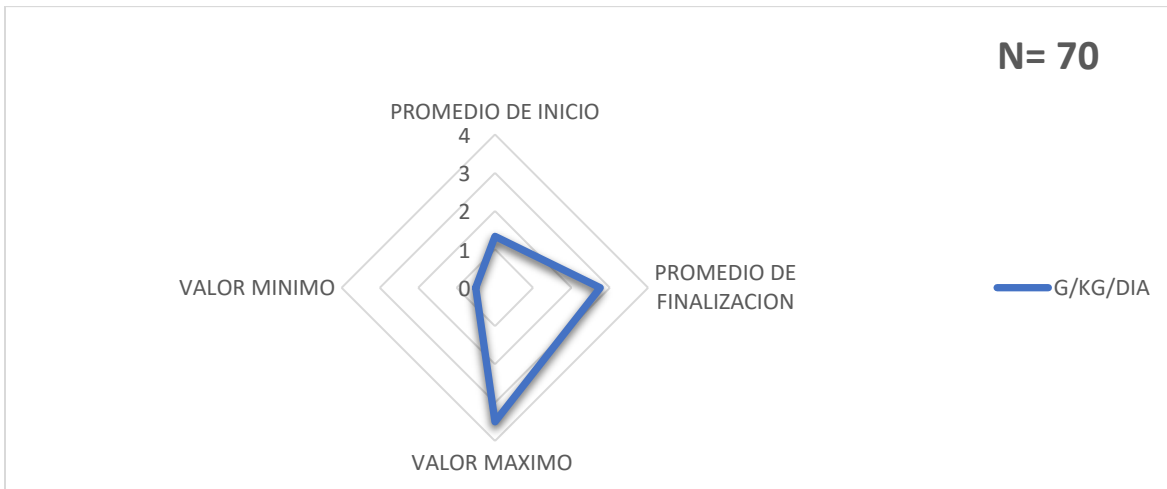 N= 70
PROMEDIO DE INICIO
4
3
2
1
0
VALOR MINIMO
PROMEDIO DE
FINALIZACION
G/KG/DIA
VALOR MAXIMO